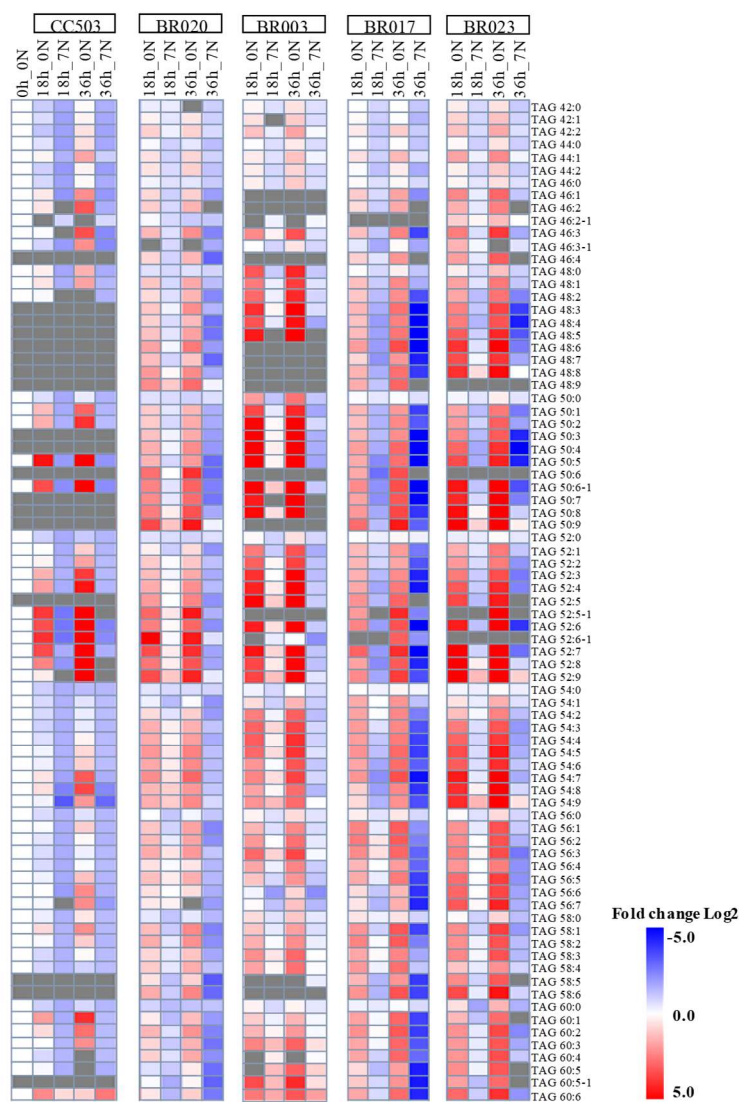 CC503 BR020 BR003 BR017 BR023
0h_0N 18h_0N 18h_7N 36h_0N 36h_7N 18h_0N 18h_7N 36h_0N 36h_7N 18h_0N 18h_7N 36h_0N 36h_7N 18h_0N 18h_7N 36h_0N 36h_7N 18h_0N 18h_7N 36h_0N 36h_7N
TAG 42:0
TAG 42:1
TAG 42:2
TAG 44:0
TAG 44:1
TAG 44:2
TAG 46:0
TAG 46:1
TAG 46:2
TAG 46:2-1
TAG 46:3
TAG 46:3-1
TAG 46:4
TAG 48:0
TAG 48:1
TAG 48:2
TAG 48:3
TAG 48:4
TAG 48:5
TAG 48:6
TAG 48:7
TAG 48:8
TAG 48:9
TAG 50:0
TAG 50:1
TAG 50:2
TAG 50:3
TAG 50:4
TAG 50:5
TAG 50:6
TAG 50:6-1
TAG 50:7
TAG 50:8
TAG 50:9
TAG 52:0
TAG 52:1
TAG 52:2
TAG 52:3
TAG 52:4
TAG 52:5
TAG 52:5-1
TAG 52:6
TAG 52:6-1
TAG 52:7
TAG 52:8
TAG 52:9
TAG 54:0
TAG 54:1
TAG 54:2
TAG 54:3
TAG 54:4
TAG 54:5
TAG 54:6
TAG 54:7
TAG 54:8
TAG 54:9
TAG 56:0
TAG 56:1
TAG 56:2
TAG 56:3
TAG 56:4
TAG 56:5
TAG 56:6
TAG 56:7
TAG 58:0
TAG 58:1
TAG 58:2
TAG 58:3
TAG 58:4
TAG 58:5
TAG 58:6
TAG 60:0
TAG 60:1
TAG 60:2
TAG 60:3
TAG 60:4
TAG 60:5
TAG 60:5-1
TAG 60:6
Fold change Log2
-5.0
0.0
5.0